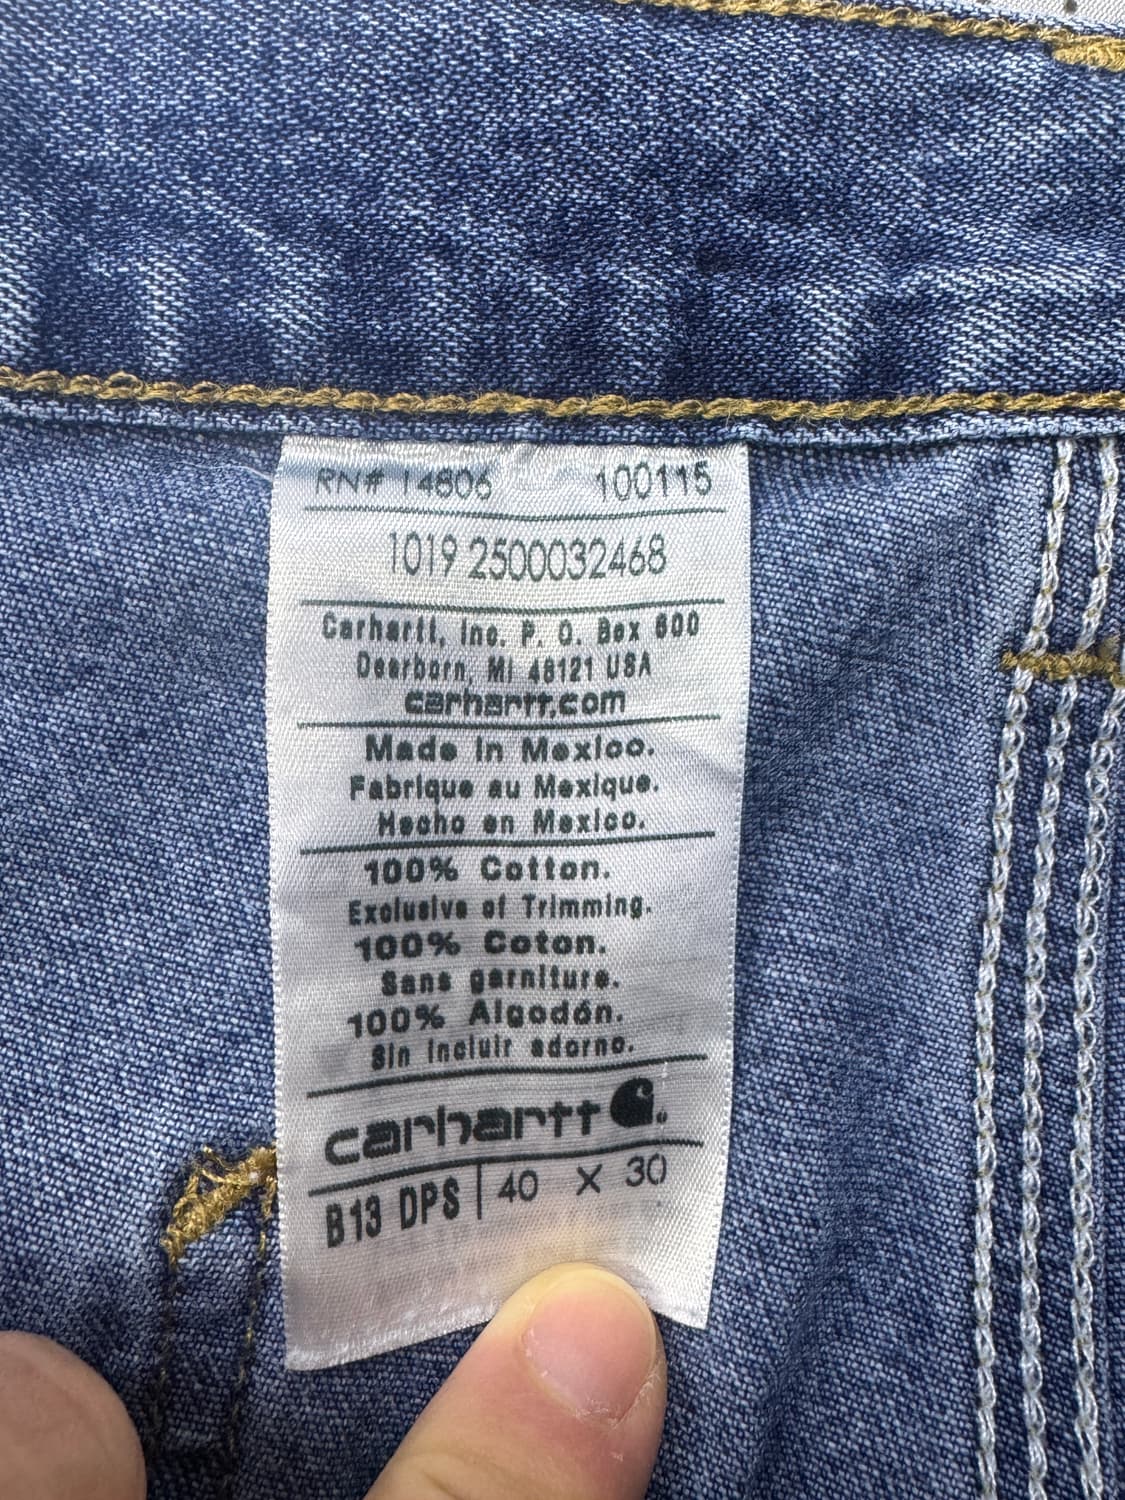 RN# 14806 100115
1019 2500032468
Carhartt, Inc. P. O. Box 600
Dearborn, MI 48121 USA
carhartt.com
Made In Mexico.
Fabrique au Mexique.
Hecho en Mexico.
100% Cotton.
Exclusive of Trimming.
100% Coton.
Sans garniture.
100% Algodón.
Sin incluir adorno.
carhartt
B13 DPS | 40 X 30